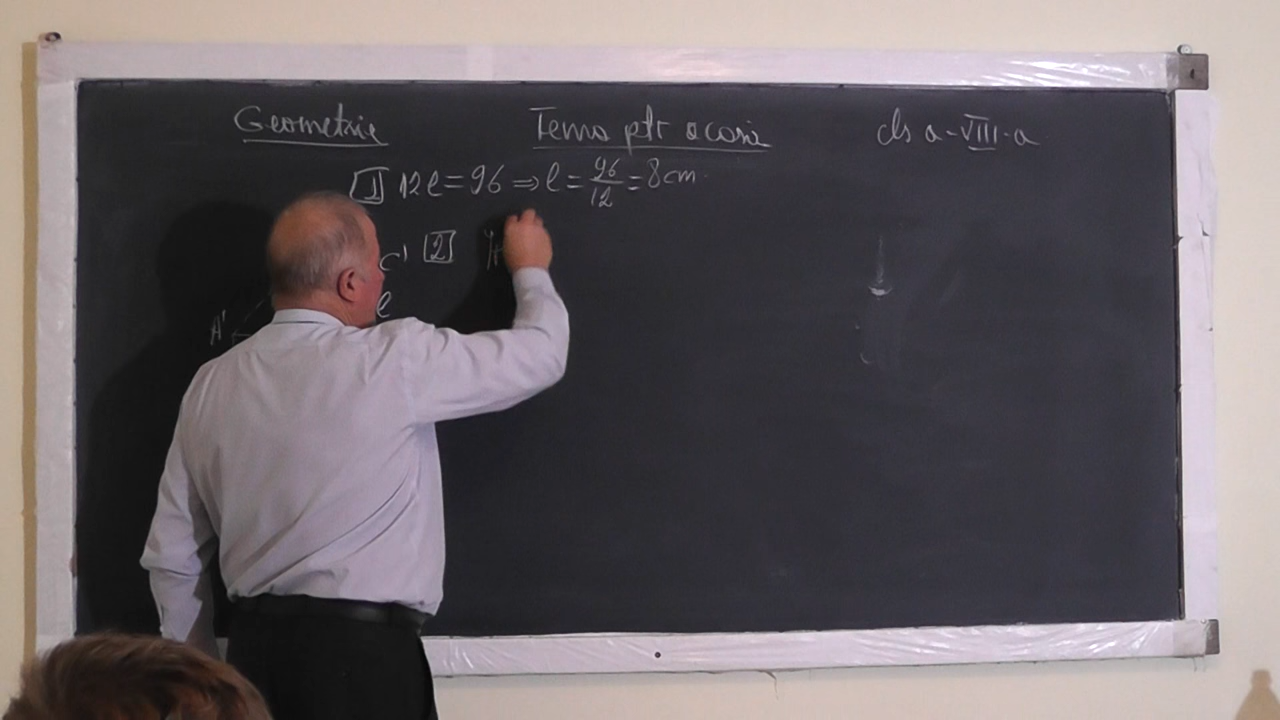 Geometrie
Tema ptr acasă
cls a-VIII-a
1 12l=96 ⇒ l = 96/12 = 8cm
C' 2
l
A'